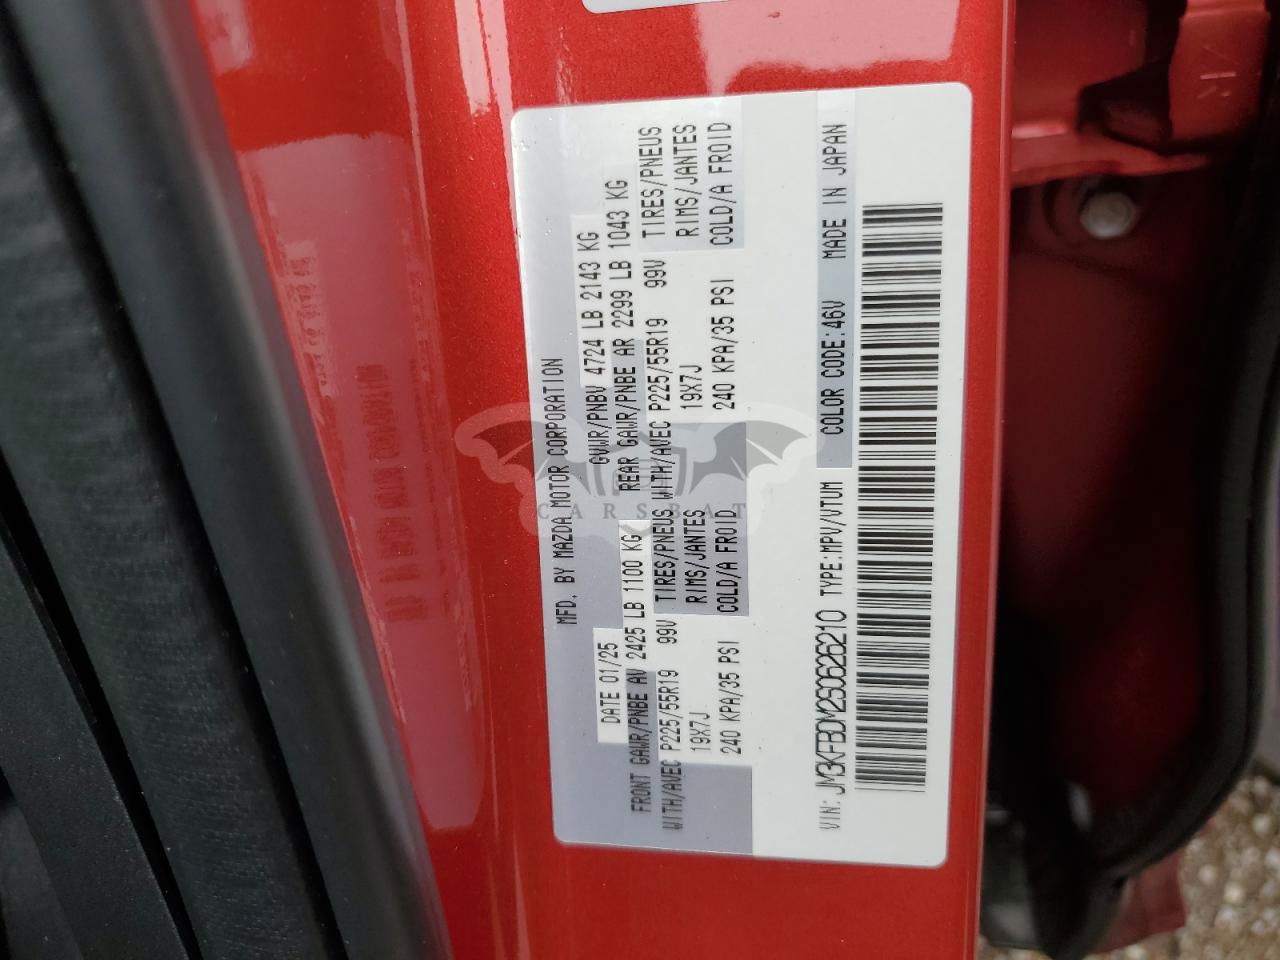 MFD. BY MAZDA MOTOR CORPORATION
DATE 01/25 GVWR/PNBV 4724 LB 2143 KG
FRONT GAWR/PNBE AV 2425 LB 1100 KG REAR GAWR/PNBE AR 2299 LB 1043 KG
WITH/AVEC P225/55R19 99V TIRES/PNEUS WITH/AVEC P225/55R19 99V TIRES/PNEUS
19X7J RIMS/JANTES 19X7J RIMS/JANTES
240 KPA/35 PSI COLD/A FROID 240 KPA/35 PSI COLD/A FROID
VIN: JM3KFBDM2S0626210 TYPE:MPV/VTUM COLOR CODE:46V MADE IN JAPAN
CARSBAT